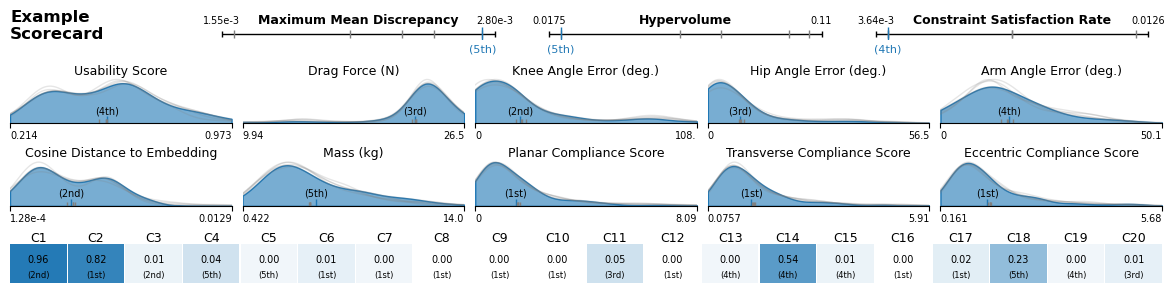 Example Scorecard
1.55e-3 Maximum Mean Discrepancy 2.80e-3 0.0175 Hypervolume 0.11 3.64e-3 Constraint Satisfaction Rate 0.0126
(5th) (5th) (4th)
Usability Score Drag Force (N) Knee Angle Error (deg.) Hip Angle Error (deg.) Arm Angle Error (deg.)
(4th) (3rd) (2nd) (3rd) (4th)
0.214 0.973 9.94 26.5 0 108. 0 56.5 0 50.1
Cosine Distance to Embedding Mass (kg) Planar Compliance Score Transverse Compliance Score Eccentric Compliance Score
(2nd) (5th) (1st) (1st) (1st)
1.28e-4 0.0129 0.422 14.0 0 8.09 0.0757 5.91 0.161 5.68
C1 C2 C3 C4 C5 C6 C7 C8 C9 C10 C11 C12 C13 C14 C15 C16 C17 C18 C19 C20
0.96 0.82 0.01 0.04 0.00 0.01 0.00 0.00 0.00 0.00 0.05 0.00 0.00 0.54 0.01 0.00 0.02 0.23 0.00 0.01
(2nd) (1st) (2nd) (5th) (5th) (1st) (1st) (1st) (1st) (1st) (3rd) (1st) (4th) (4th) (4th) (1st) (1st) (5th) (4th) (3rd)